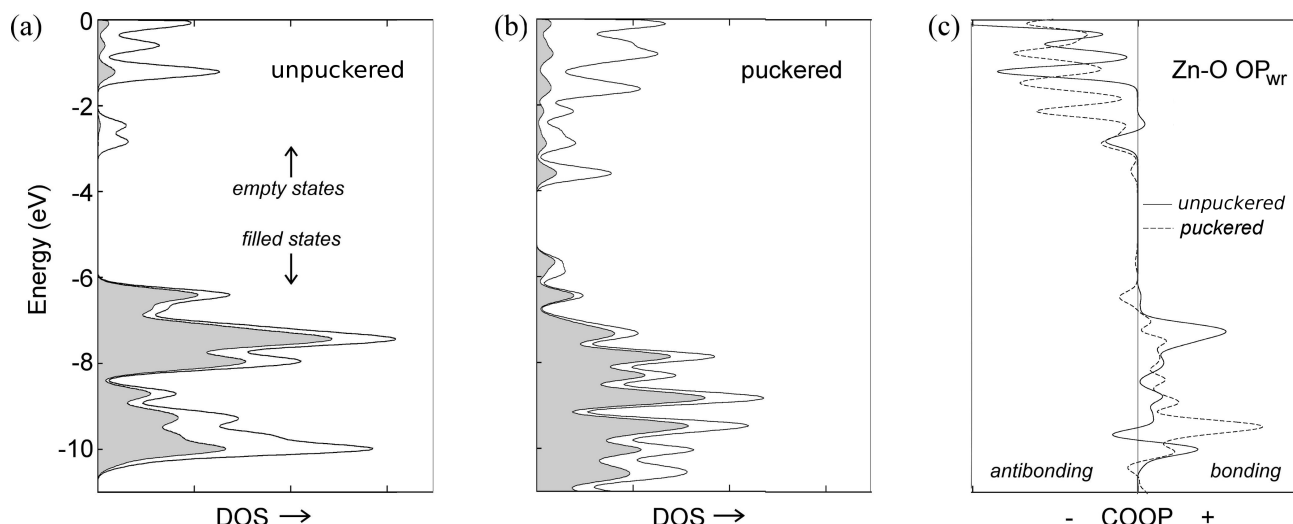 (a)
0
-2
-4
-6
-8
-10
Energy (eV)
unpuckered
empty states
filled states
DOS →
(b)
puckered
DOS →
(c)
Zn-O OPwr
unpuckered
puckered
antibonding
bonding
- COOP +